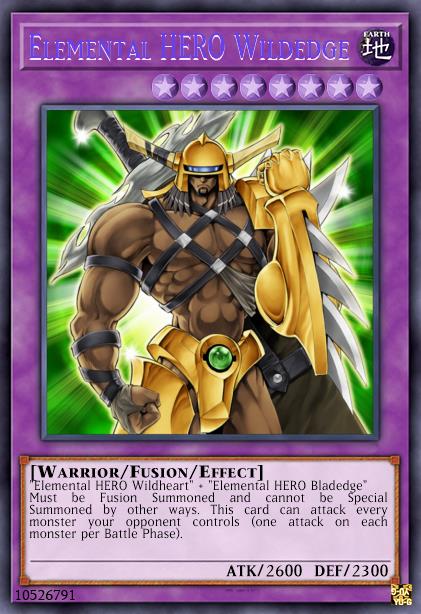 Elemental HERO Wildedge
EARTH
地
[Warrior/Fusion/Effect]
"Elemental HERO Wildheart" + "Elemental HERO Bladedge"
Must be Fusion Summoned and cannot be Special
Summoned by other ways. This card can attack every
monster your opponent controls (one attack on each
monster per Battle Phase).
ATK/2600 DEF/2300
10526791